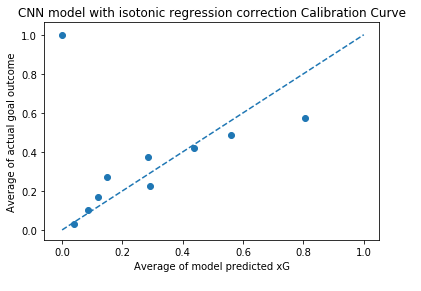 CNN model with isotonic regression correction Calibration Curve
Average of actual goal outcome
1.0
0.8
0.6
0.4
0.2
0.0
0.0 0.2 0.4 0.6 0.8 1.0
Average of model predicted xG